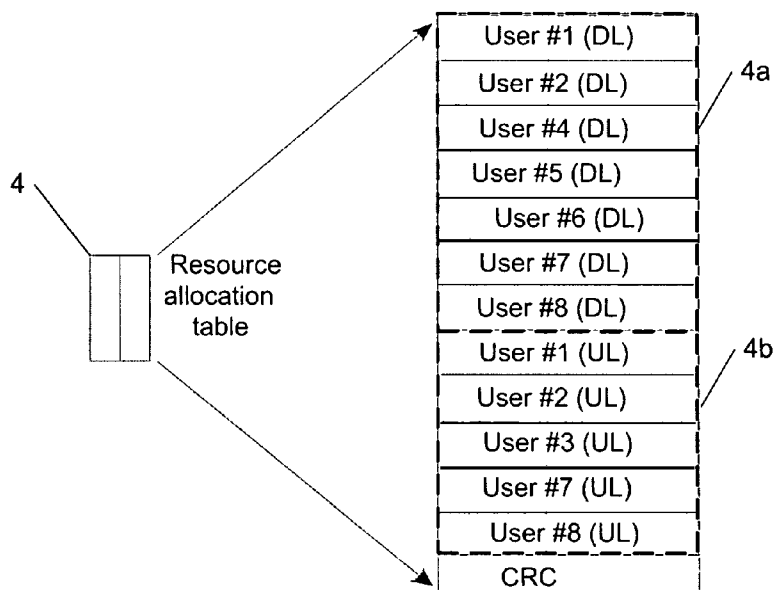 User #1 (DL)
User #2 (DL)
4a
User #4 (DL)
User #5 (DL)
4
User #6 (DL)
Resource
allocation
table
User #7 (DL)
User #8 (DL)
User #1 (UL)
4b
User #2 (UL)
User #3 (UL)
User #7 (UL)
User #8 (UL)
CRC